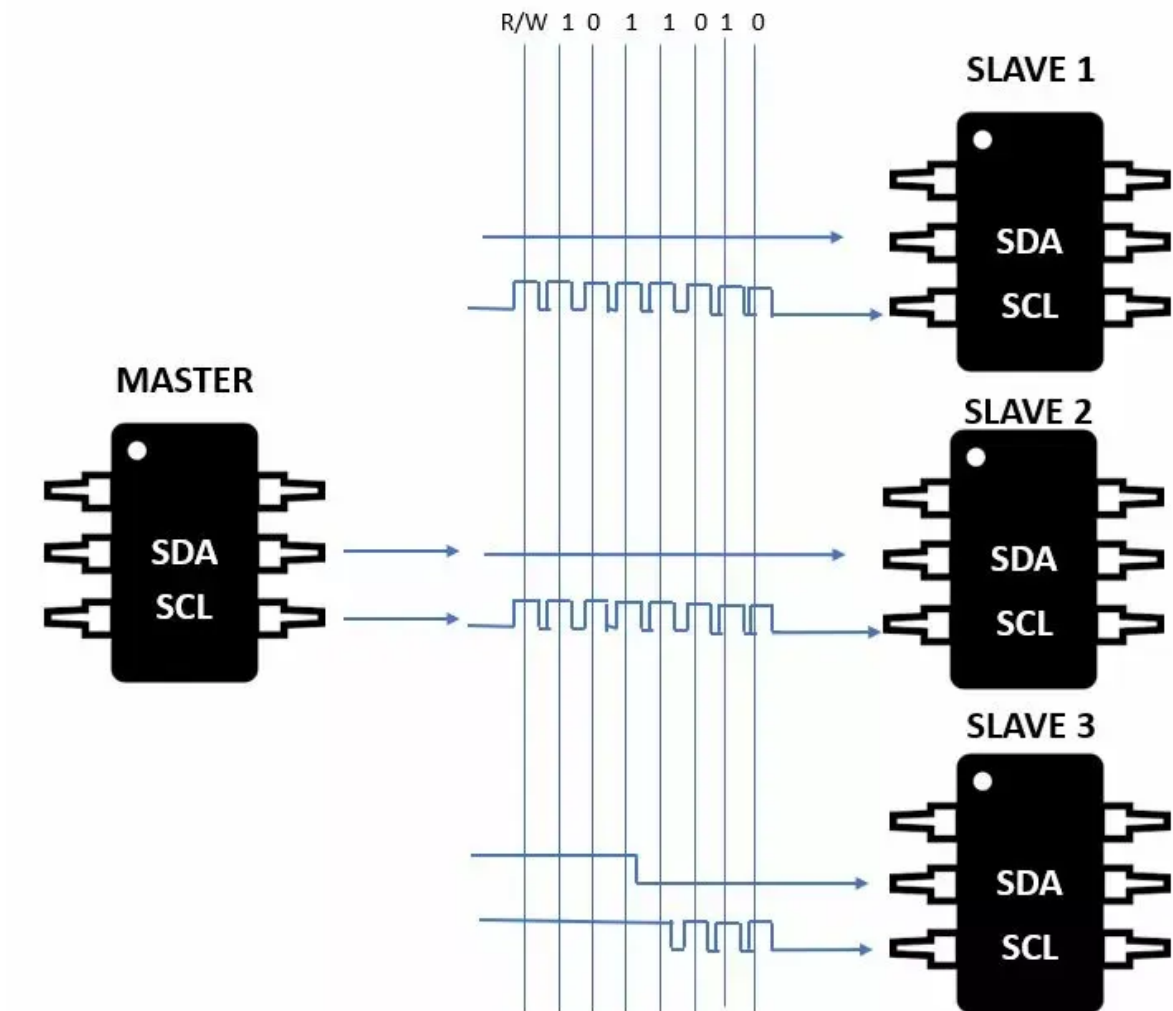 R/W 1 0 1 1 0 1 0
SLAVE 1
SDA
SCL
MASTER
SDA
SCL
SLAVE 2
SDA
SCL
SLAVE 3
SDA
SCL